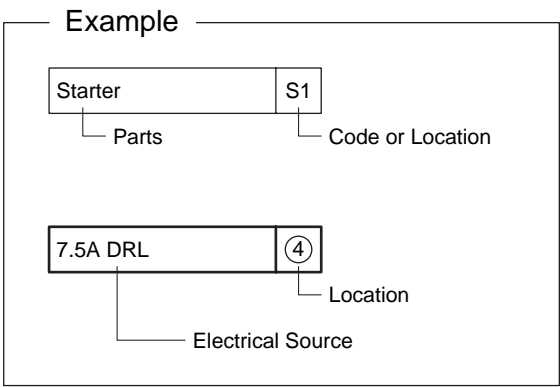 Example
Starter S1
Parts Code or Location
7.5A DRL 4
Location
Electrical Source